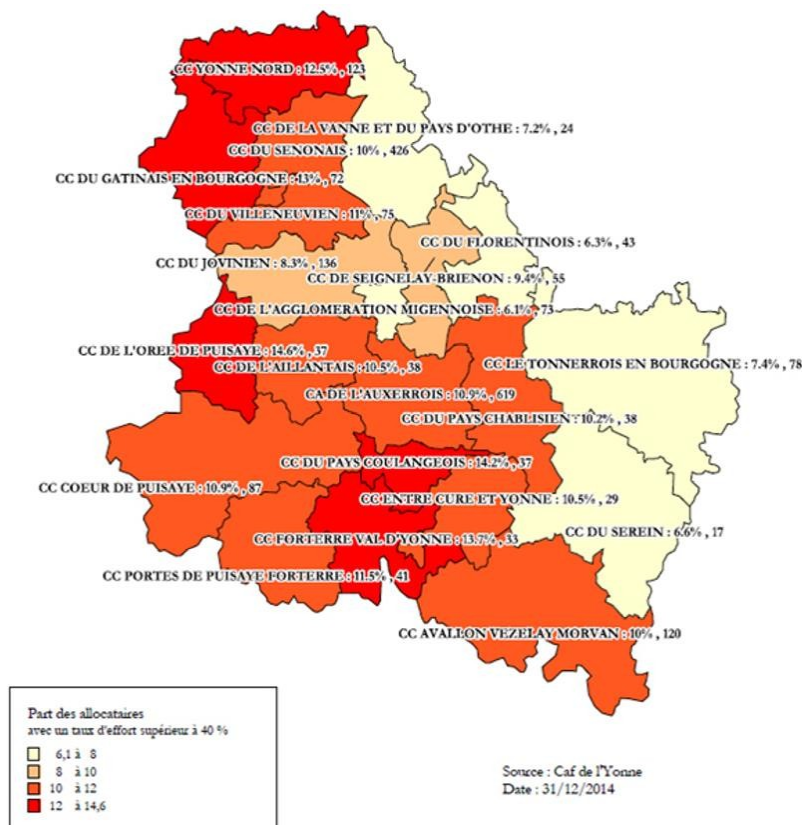 CC YONNE NORD : 12.5% , 123
CC DE LA VANNE ET DU PAYS D'OTHE : 7.2% , 24
CC DU SENONAIS : 10% , 426
CC DU GATINAIS EN BOURGOGNE : 13% , 72
CC DU VILLENEUVIEN : 11% , 75
CC DU FLORENTINOIS : 6.3% , 43
CC DU JOVINIEN : 8.3% , 136
CC DE SEIGNELAY-BRIENON : 9.4% , 55
CC DE L'AGGLOMERATION MIGENNOISE : 6.1% , 73
CC DE L'OREE DE PUISAYE : 14.6% , 37
CC LE TONNERROIS EN BOURGOGNE : 7.4% , 78
CC DE L'AILLANTAIS : 10.5% , 38
CA DE L'AUXERROIS : 10.9% , 619
CC DU PAYS CHABLISIEN : 10.2% , 38
CC DU PAYS COULANGEOIS : 14.2% , 37
CC COEUR DE PUISAYE : 10.9% , 87
CC ENTRE CURE ET YONNE : 10.5% , 29
CC DU SEREIN : 6.6% , 17
CC FORTERRE VAL D'YONNE : 13.7% , 33
CC PORTES DE PUISAYE FORTERRE : 11.5% , 41
CC AVALLON VEZELAY MORVAN : 10% , 120
Part des allocataires
avec un taux d'effort supérieur à 40 %
6,1 à 8
8 à 10
10 à 12
12 à 14,6
Source : Caf de l'Yonne
Date : 31/12/2014